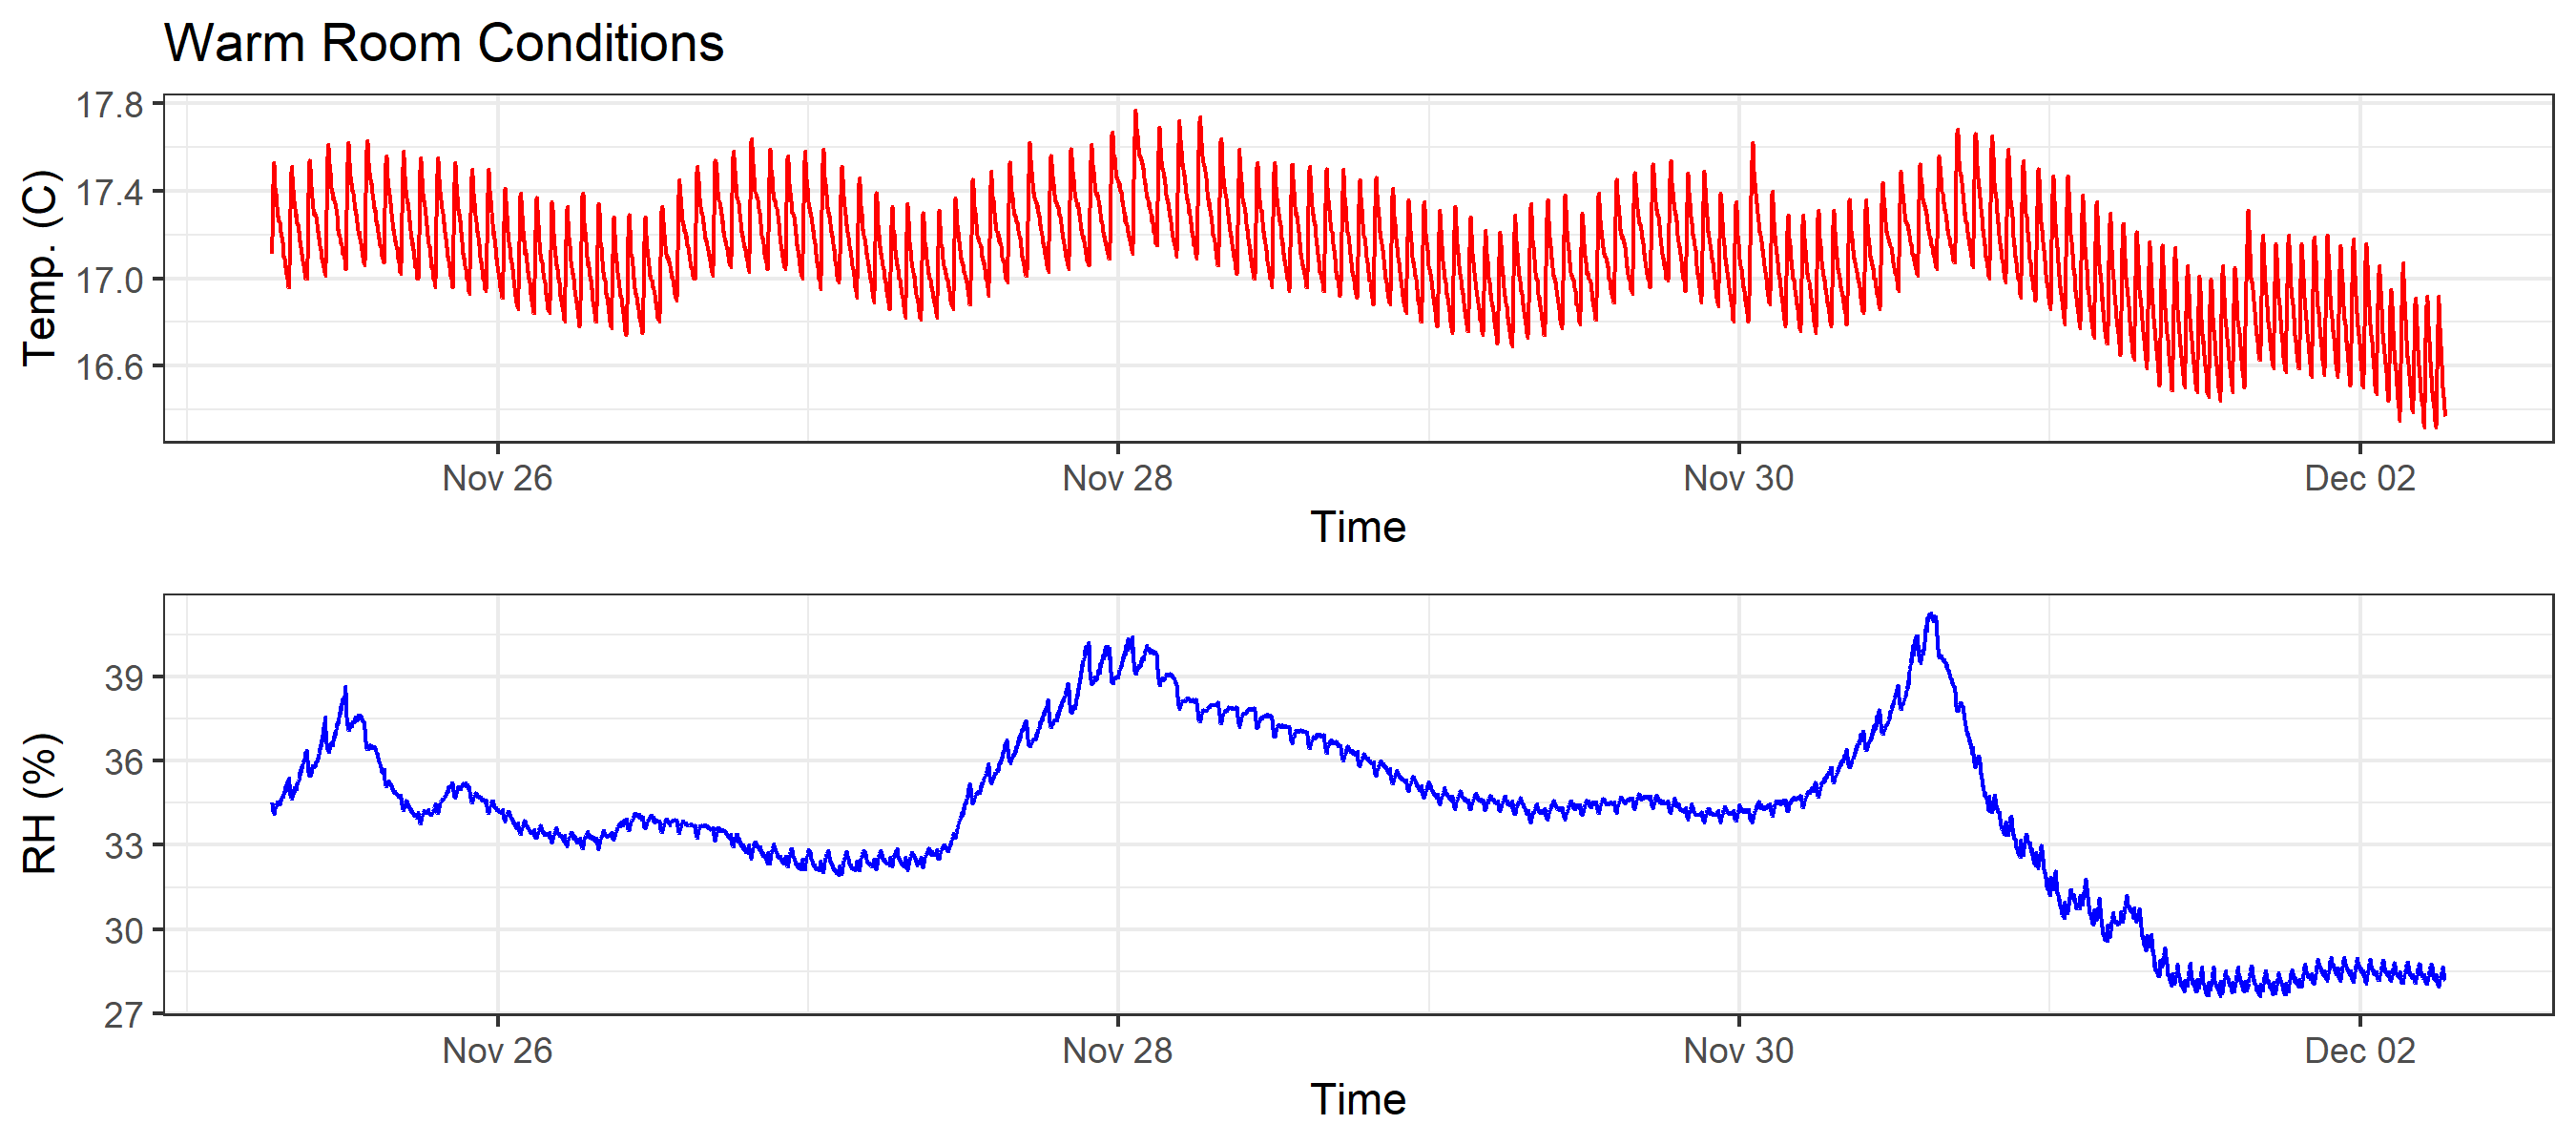 Warm Room Conditions
Temp. (C)
17.8
17.4
17.0
16.6
Nov 26 Nov 28 Nov 30 Dec 02
Time
RH (%)
39
36
33
30
27
Nov 26 Nov 28 Nov 30 Dec 02
Time